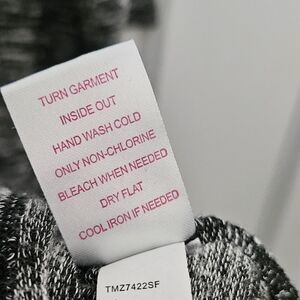 TURN GARMENT
INSIDE OUT
HAND WASH COLD
ONLY NON-CHLORINE
BLEACH WHEN NEEDED
DRY FLAT
COOL IRON IF NEEDED
TMZ7422SF